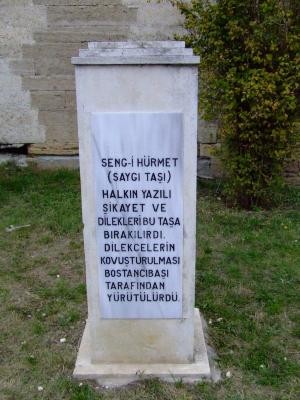 SENG-İ HÜRMET
(SAYGI TAŞI)
HALKIN YAZILI
ŞİKAYET VE
DİLEKLERİ BU TAŞA
BIRAKILIRDI.
DİLEKCELERİN
KOVUŞTURULMASI
BOSTANCIBAŞI
TARAFINDAN
YÜRÜTÜLÜRDÜ.